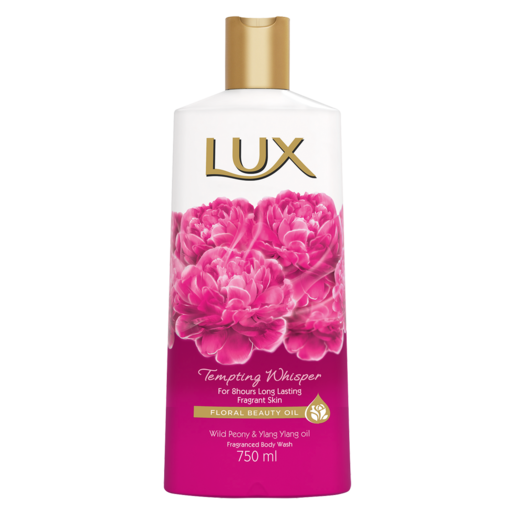 LUX
Tempting Whisper
For 8hours Long Lasting
Fragrant Skin
FLORAL BEAUTY OIL
Wild Peony & Ylang Ylang oil
Fragranced Body Wash
750 ml